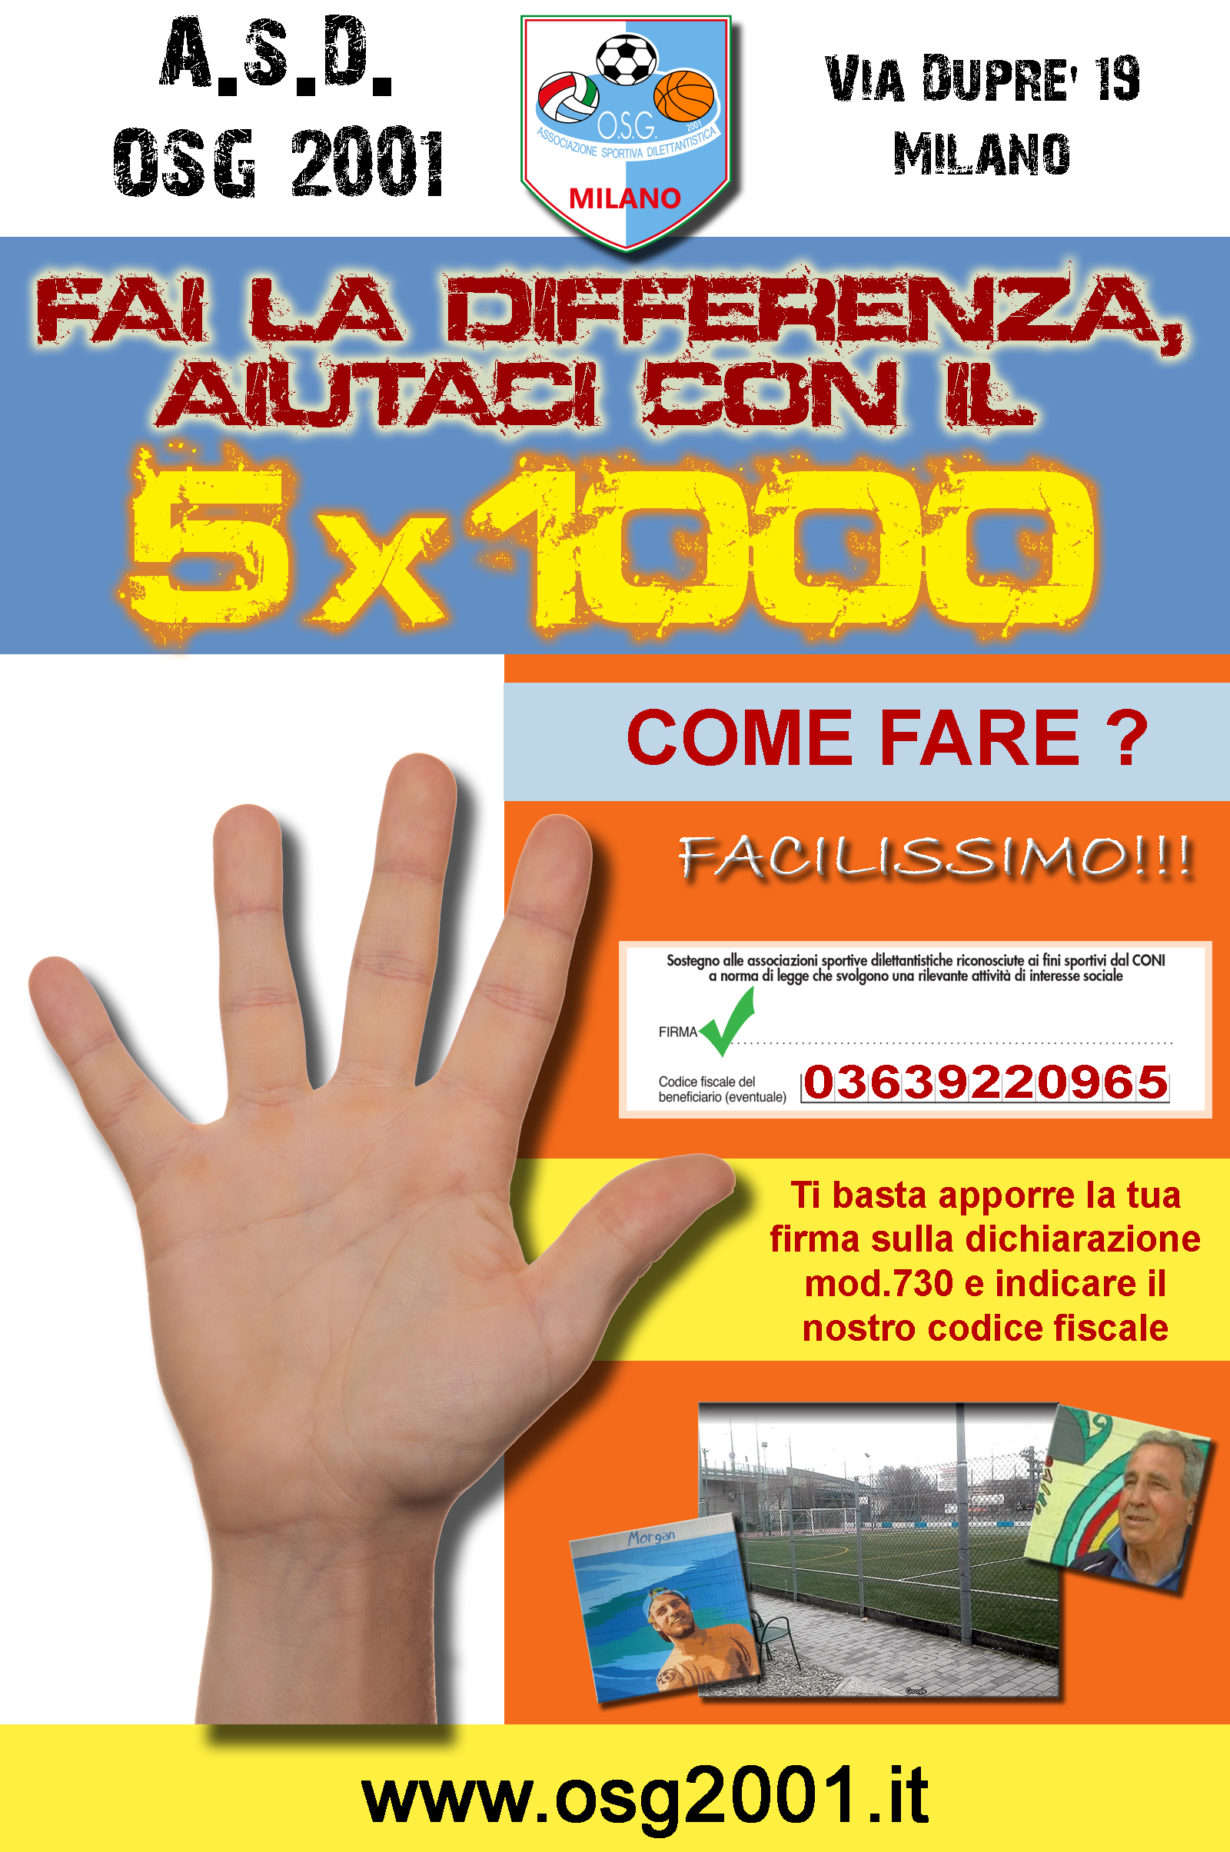 A.S.D.
OSG 2001
O.S.G.
2001
ASSOCIAZIONE SPORTIVA DILETTANTISTICA
MILANO
VIA DUPRE' 19
MILANO
FAI LA DIFFERENZA,
AIUTACI CON IL
5x1000
COME FARE ?
FACILISSIMO!!!
Sostegno alle associazioni sportive dilettantistiche riconosciute ai fini sportivi dal CONI
a norma di legge che svolgono una rilevante attività di interesse sociale
FIRMA
Codice fiscale del
beneficiario (eventuale)
03639220965
Ti basta apporre la tua
firma sulla dichiarazione
mod.730 e indicare il
nostro codice fiscale
Morgan
Google
www.osg2001.it